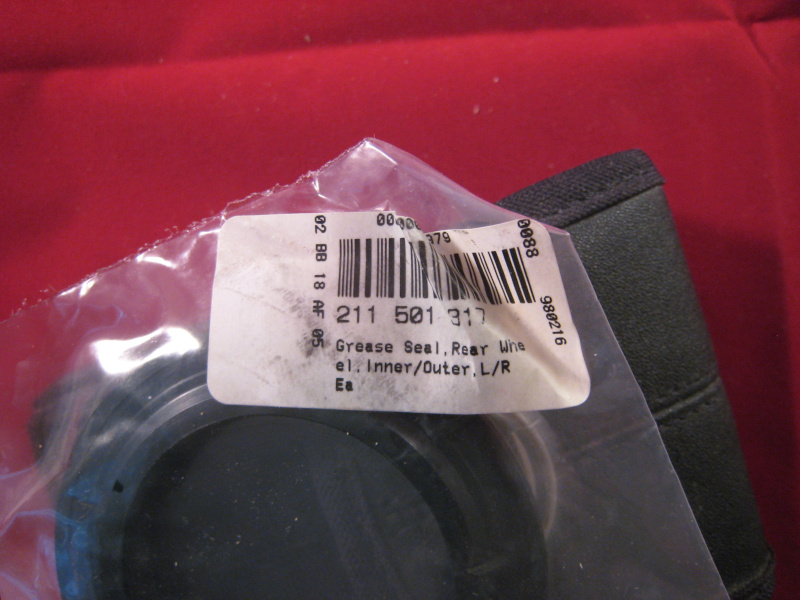 02 BB 18 AF 05
0088
211 501 317
980216
Grease Seal,Rear Whe
el,Inner/Outer,L/R
Ea